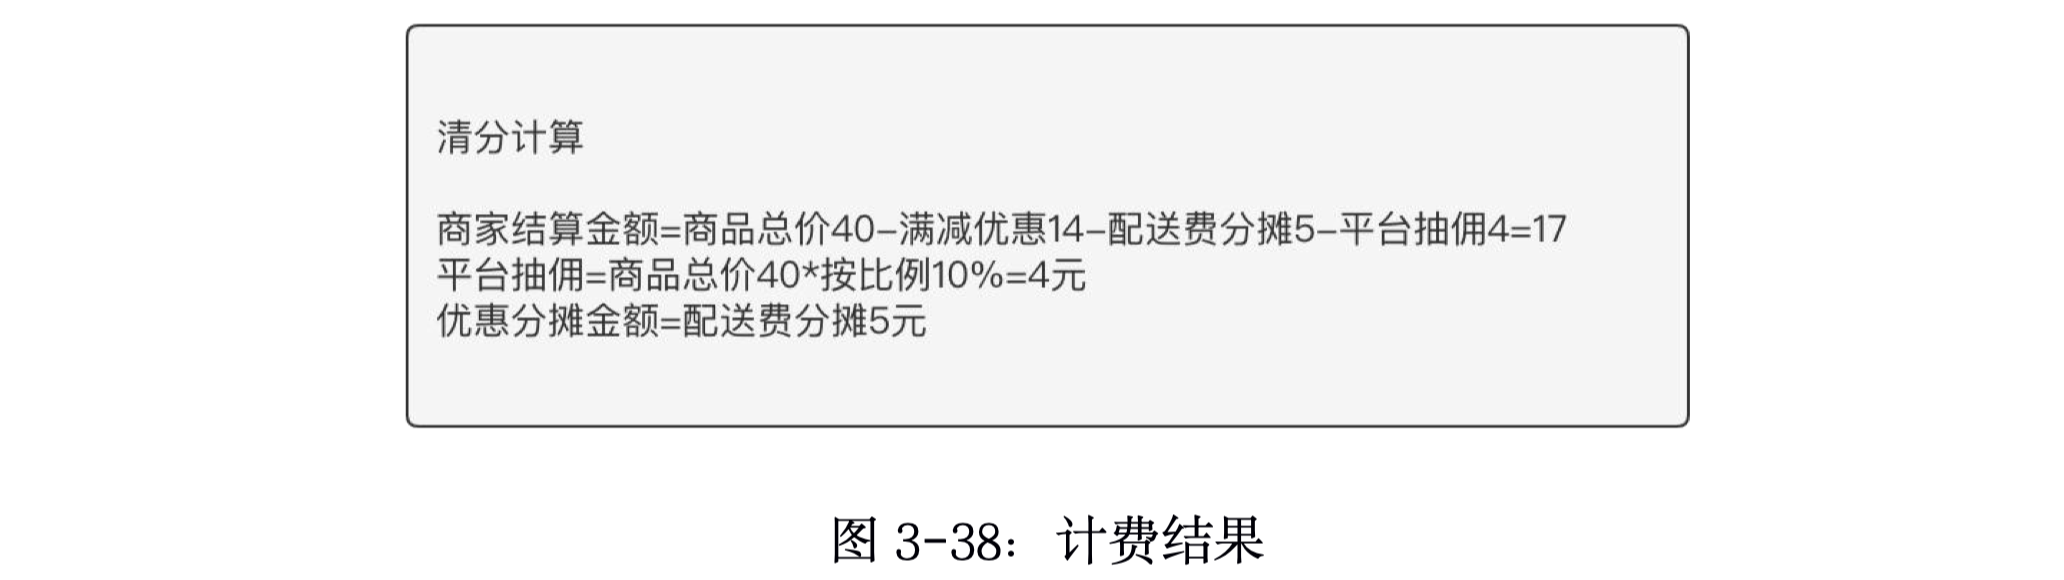 清分计算
商家结算金额=商品总价40-满减优惠14-配送费分摊5-平台抽佣4=17
平台抽佣=商品总价40*按比例10%=4元
优惠分摊金额=配送费分摊5元
图 3-38：计费结果